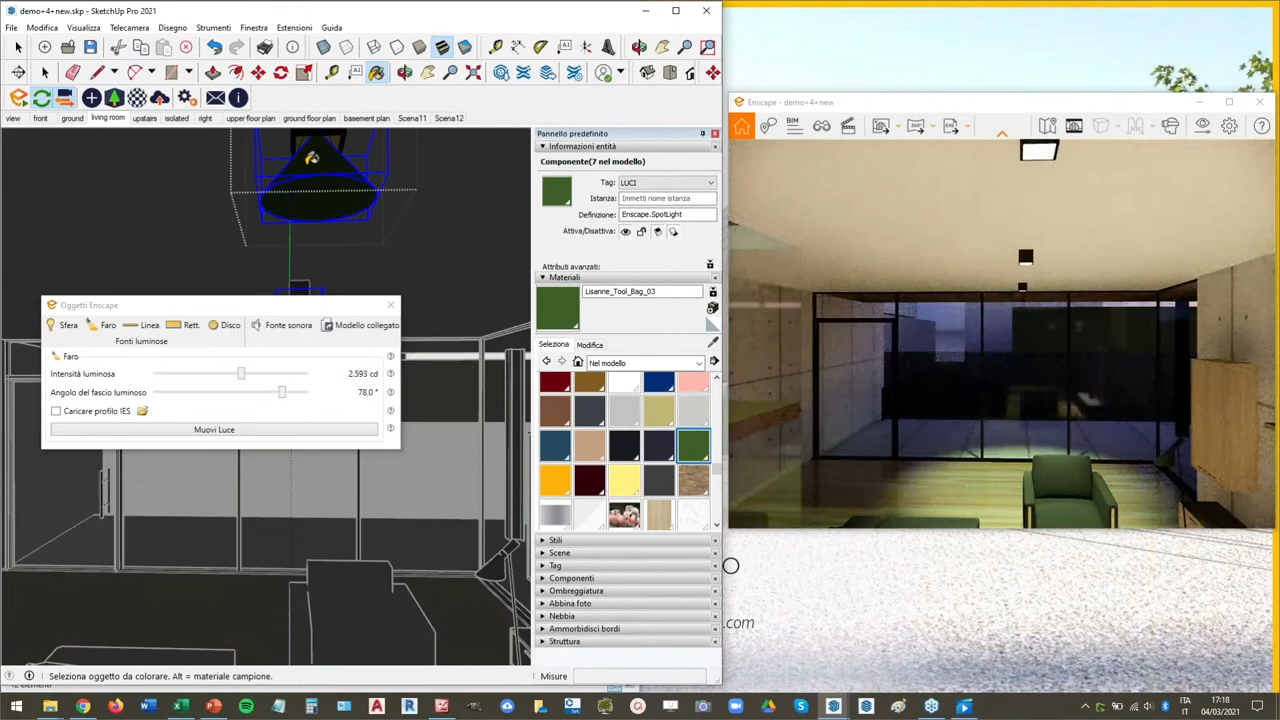 demo+4+new.skp - SketchUp Pro 2021
File Modifica Visualizza Telecamera Disegno Strumenti Finestra Estensioni Guida
view front ground living room upstairs isolated right upper floor plan ground floor plan basement plan Scena11 Scena12
Pannello predefinito
Informazioni entità
Componente(7 nel modello)
Tag: LUCI
Istanza: Immetti nome istanza
Definizione: Enscape.SpotLight
Attiva/Disattiva:
Attributi avanzati:
Materiali
Lisanne_Tool_Bag_03
Seleziona Modifica
Nel modello
Stili
Scene
Tag
Componenti
Ombreggiatura
Abbina foto
Nebbia
Ammorbidisci bordi
Struttura
Oggetti Enscape
Sfera Faro Linea Rett. Disco Fonte sonora Modello collegato
Fonti luminose
Faro
Intensità luminosa 2.593 cd
Angolo del fascio luminoso 78,0 °
Caricare profilo IES
Muovi Luce
Seleziona oggetto da colorare. Alt = materiale campione.
Misure
Enscape - demo+4+new
BIM
.com
ITA
IT
17:18
04/03/2021